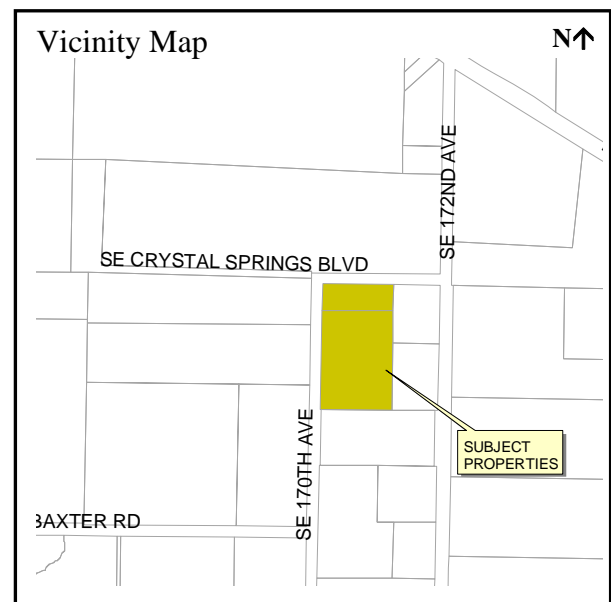 Vicinity Map
N↑
SE 172ND AVE
SE CRYSTAL SPRINGS BLVD
SE 170TH AVE
SUBJECT
PROPERTIES
BAXTER RD